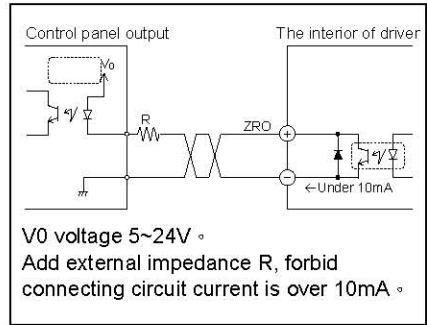 Control panel output
The interior of driver
Vo
R
ZRO
+
−
←Under 10mA
V0 voltage 5~24V。
Add external impedance R, forbid
connecting circuit current is over 10mA。